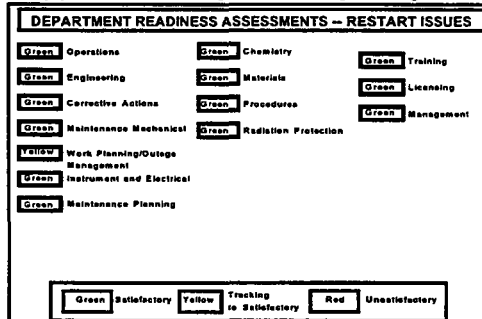 DEPARTMENT READINESS ASSESSMENTS -- RESTART ISSUES
Green Operations
Green Engineering
Green Corrective Actions
Green Maintenance Mechanical
Yellow Work Planning/Outage
Management
Green Instrument and Electrical
Green Maintenance Planning
Green Chemistry
Green Materials
Green Procedures
Green Radiation Protection
Green Training
Green Licensing
Green Management
Green Satisfactory Yellow Tracking
to Satisfactory Red Unsatisfactory